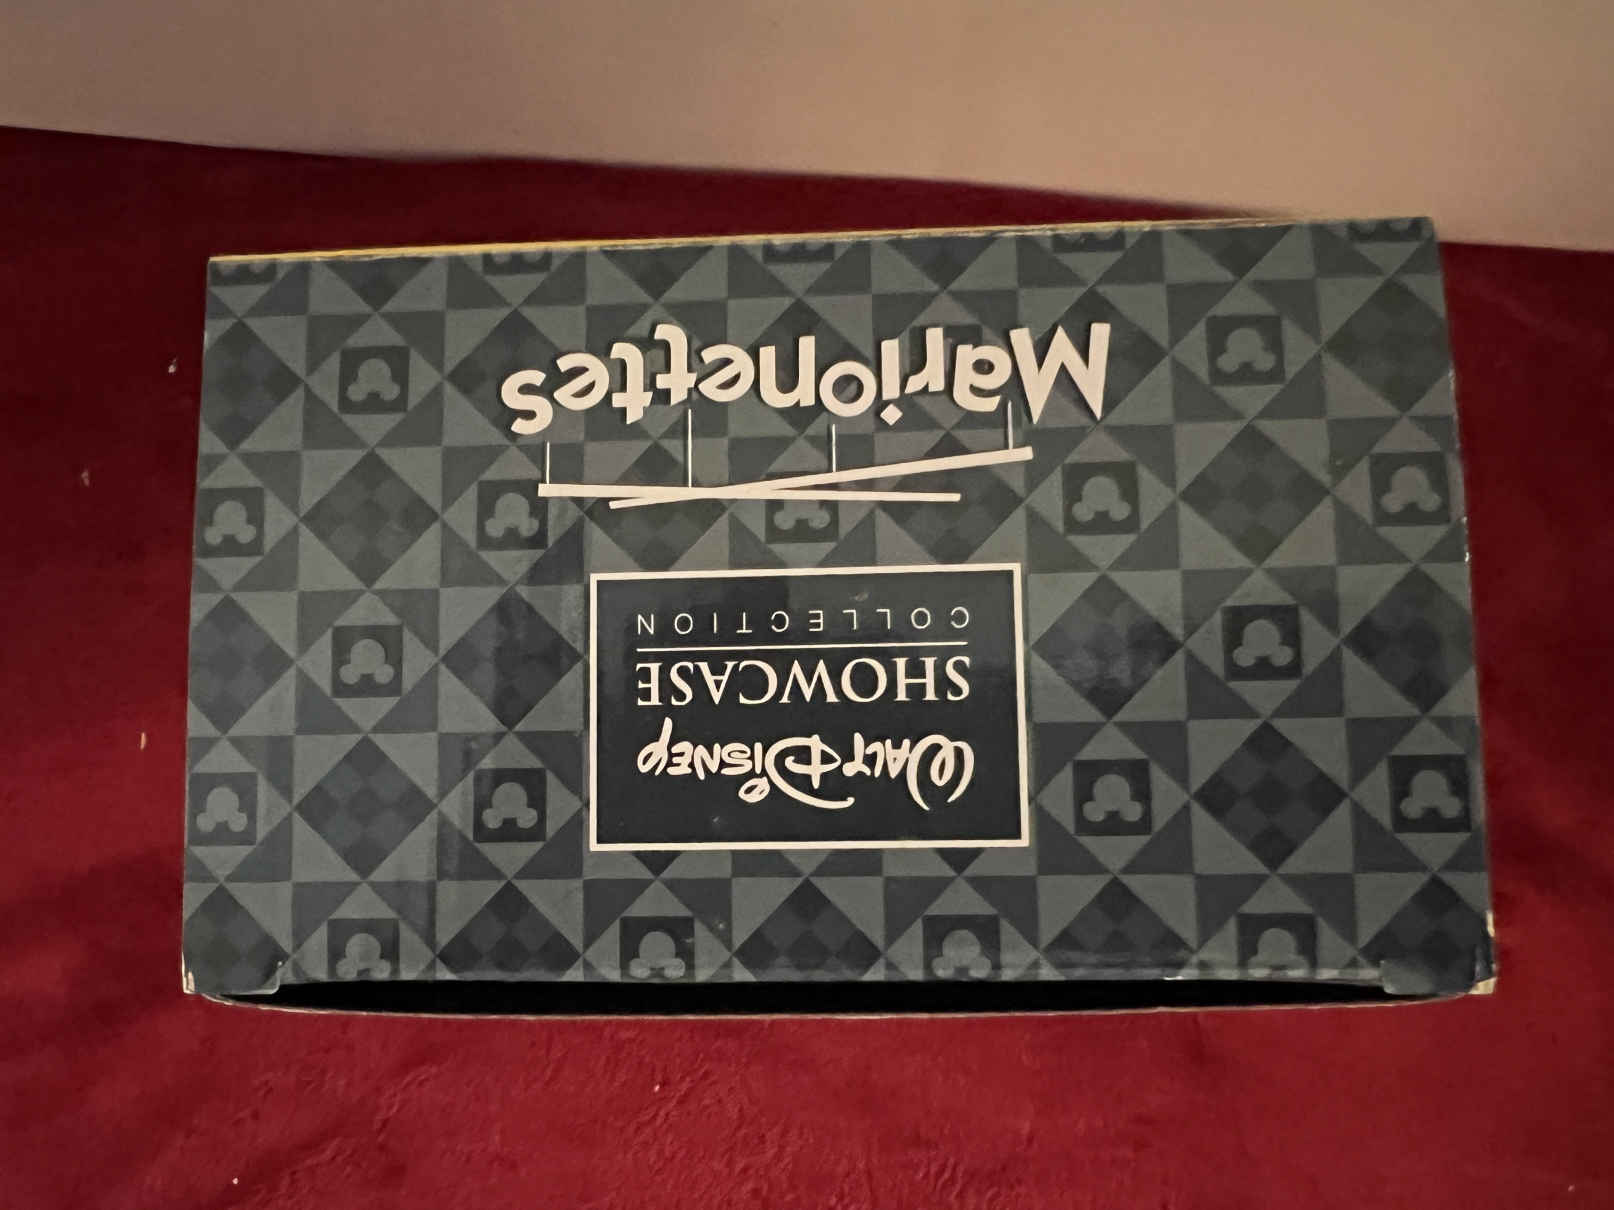 WALT DISNEY
SHOWCASE
COLLECTION
Marionettes